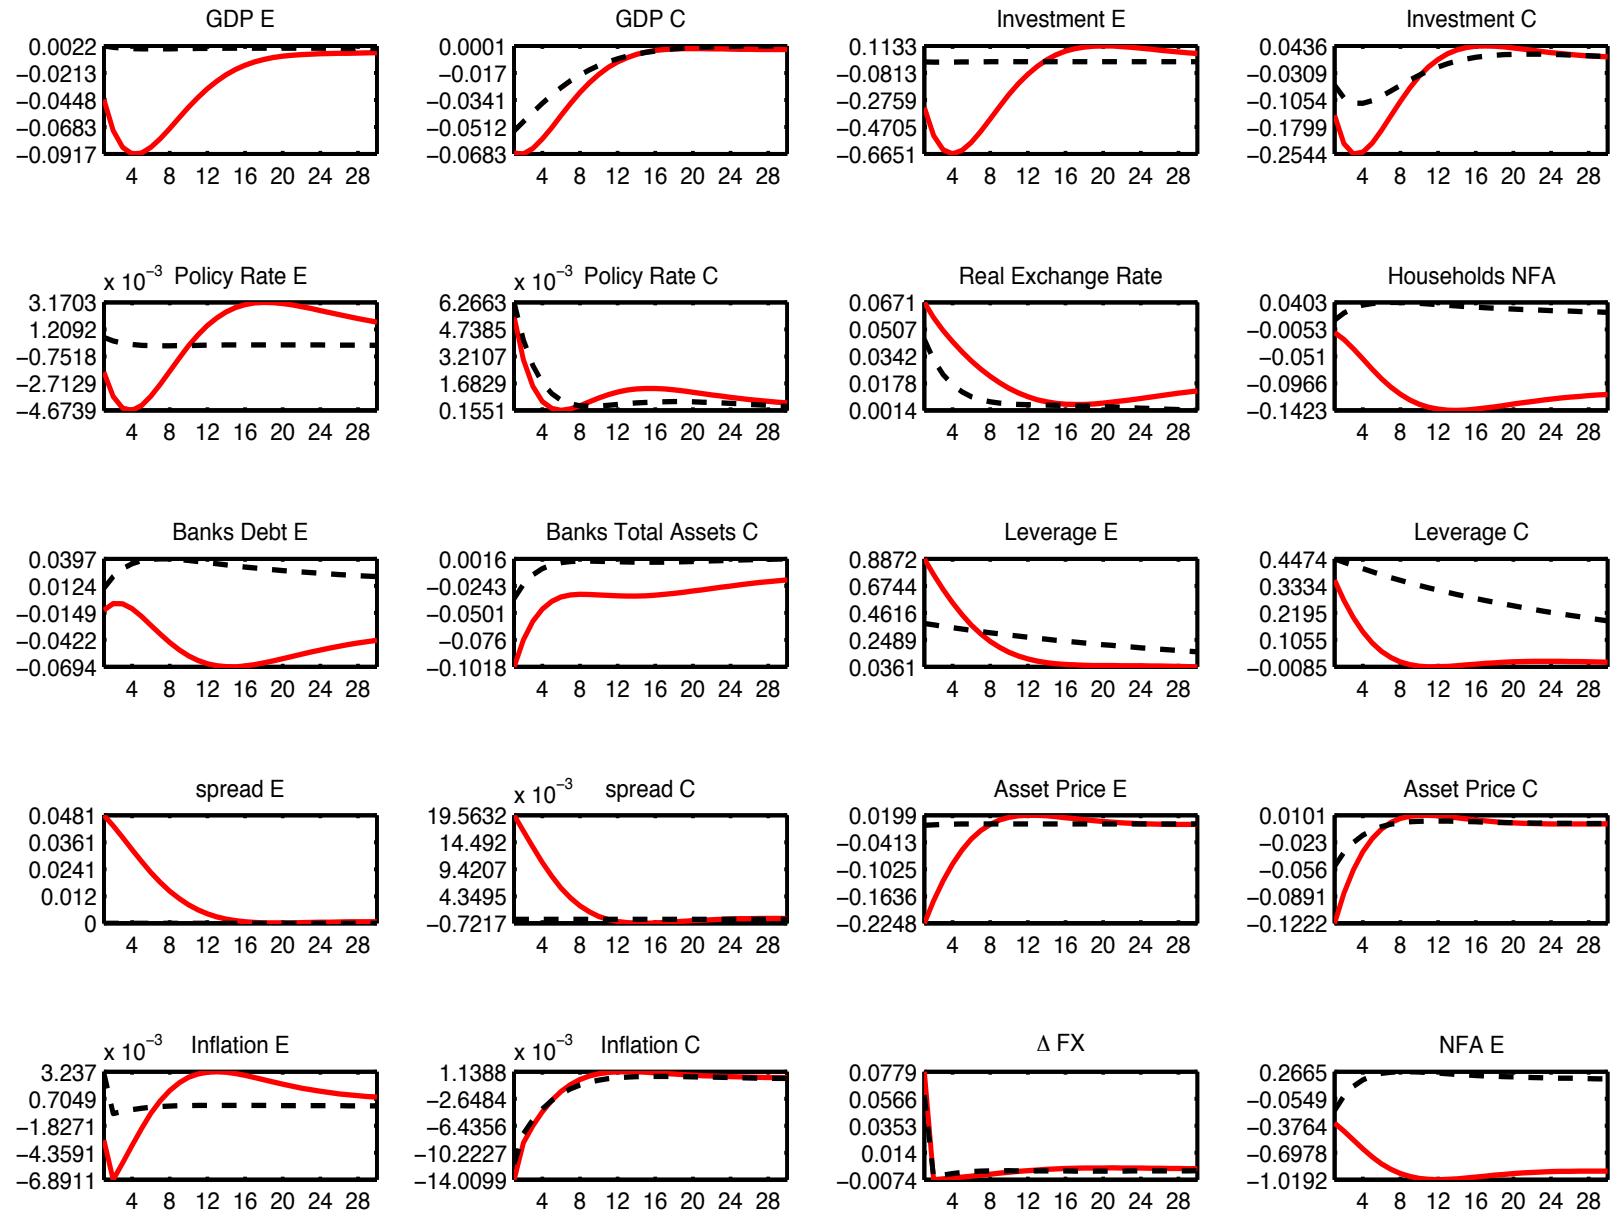 GDP E
0.0022
−0.0213
−0.0448
−0.0683
−0.0917
4 8 12 16 20 24 28
GDP C
0.0001
−0.017
−0.0341
−0.0512
−0.0683
4 8 12 16 20 24 28
Investment E
0.1133
−0.0813
−0.2759
−0.4705
−0.6651
4 8 12 16 20 24 28
Investment C
0.0436
−0.0309
−0.1054
−0.1799
−0.2544
4 8 12 16 20 24 28
x 10−3 Policy Rate E
3.1703
1.2092
−0.7518
−2.7129
−4.6739
4 8 12 16 20 24 28
x 10−3 Policy Rate C
6.2663
4.7385
3.2107
1.6829
0.1551
4 8 12 16 20 24 28
Real Exchange Rate
0.0671
0.0507
0.0342
0.0178
0.0014
4 8 12 16 20 24 28
Households NFA
0.0403
−0.0053
−0.051
−0.0966
−0.1423
4 8 12 16 20 24 28
Banks Debt E
0.0397
0.0124
−0.0149
−0.0422
−0.0694
4 8 12 16 20 24 28
Banks Total Assets C
0.0016
−0.0243
−0.0501
−0.076
−0.1018
4 8 12 16 20 24 28
Leverage E
0.8872
0.6744
0.4616
0.2489
0.0361
4 8 12 16 20 24 28
Leverage C
0.4474
0.3334
0.2195
0.1055
−0.0085
4 8 12 16 20 24 28
spread E
0.0481
0.0361
0.0241
0.012
0
4 8 12 16 20 24 28
x 10−3 spread C
19.5632
14.492
9.4207
4.3495
−0.7217
4 8 12 16 20 24 28
Asset Price E
0.0199
−0.0413
−0.1025
−0.1636
−0.2248
4 8 12 16 20 24 28
Asset Price C
0.0101
−0.023
−0.056
−0.0891
−0.1222
4 8 12 16 20 24 28
x 10−3 Inflation E
3.237
0.7049
−1.8271
−4.3591
−6.8911
4 8 12 16 20 24 28
x 10−3 Inflation C
1.1388
−2.6484
−6.4356
−10.2227
−14.0099
4 8 12 16 20 24 28
Δ FX
0.0779
0.0566
0.0353
0.014
−0.0074
4 8 12 16 20 24 28
NFA E
0.2665
−0.0549
−0.3764
−0.6978
−1.0192
4 8 12 16 20 24 28